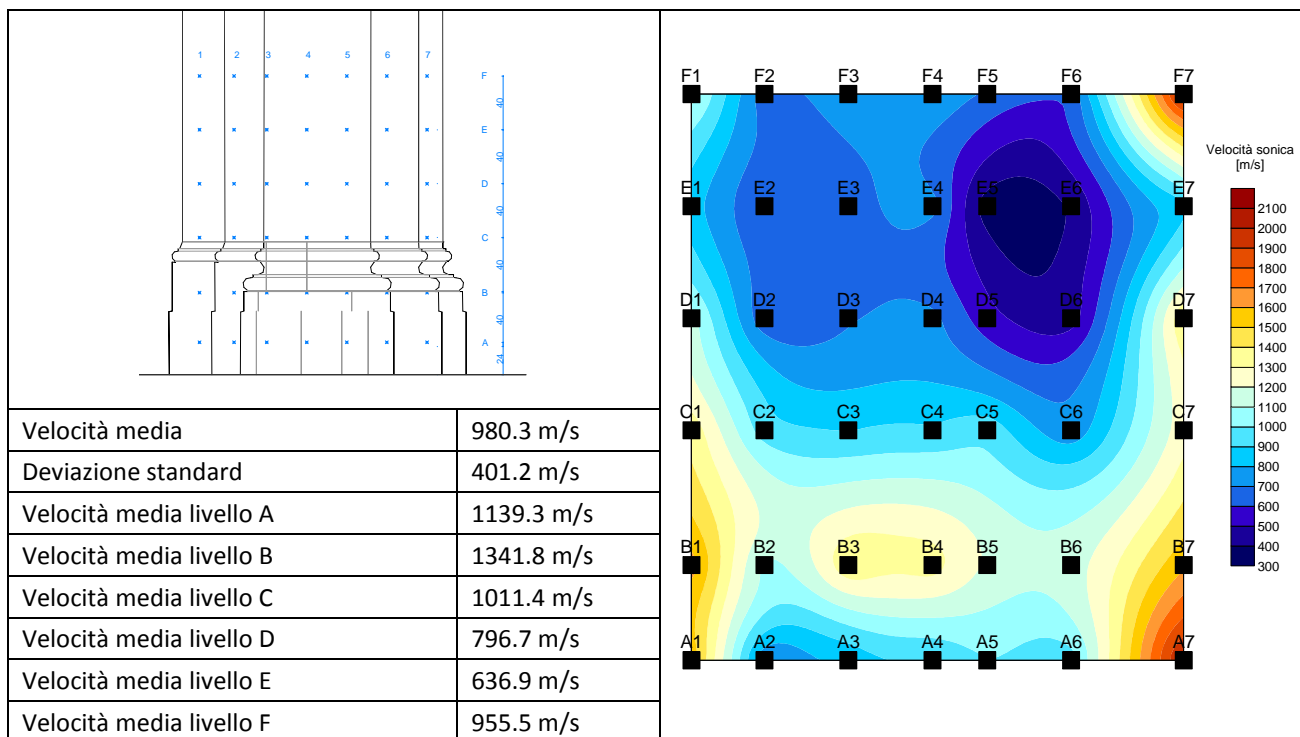 1 2 3 4 5 6 7
F
40
E
40
D
40
C
40
B
40
A
24
Velocità media 980.3 m/s
Deviazione standard 401.2 m/s
Velocità media livello A 1139.3 m/s
Velocità media livello B 1341.8 m/s
Velocità media livello C 1011.4 m/s
Velocità media livello D 796.7 m/s
Velocità media livello E 636.9 m/s
Velocità media livello F 955.5 m/s
F1 F2 F3 F4 F5 F6 F7
E1 E2 E3 E4 E5 E6 E7
D1 D2 D3 D4 D5 D6 D7
C1 C2 C3 C4 C5 C6 C7
B1 B2 B3 B4 B5 B6 B7
A1 A2 A3 A4 A5 A6 A7
Velocità sonica
[m/s]
2100
2000
1900
1800
1700
1600
1500
1400
1300
1200
1100
1000
900
800
700
600
500
400
300